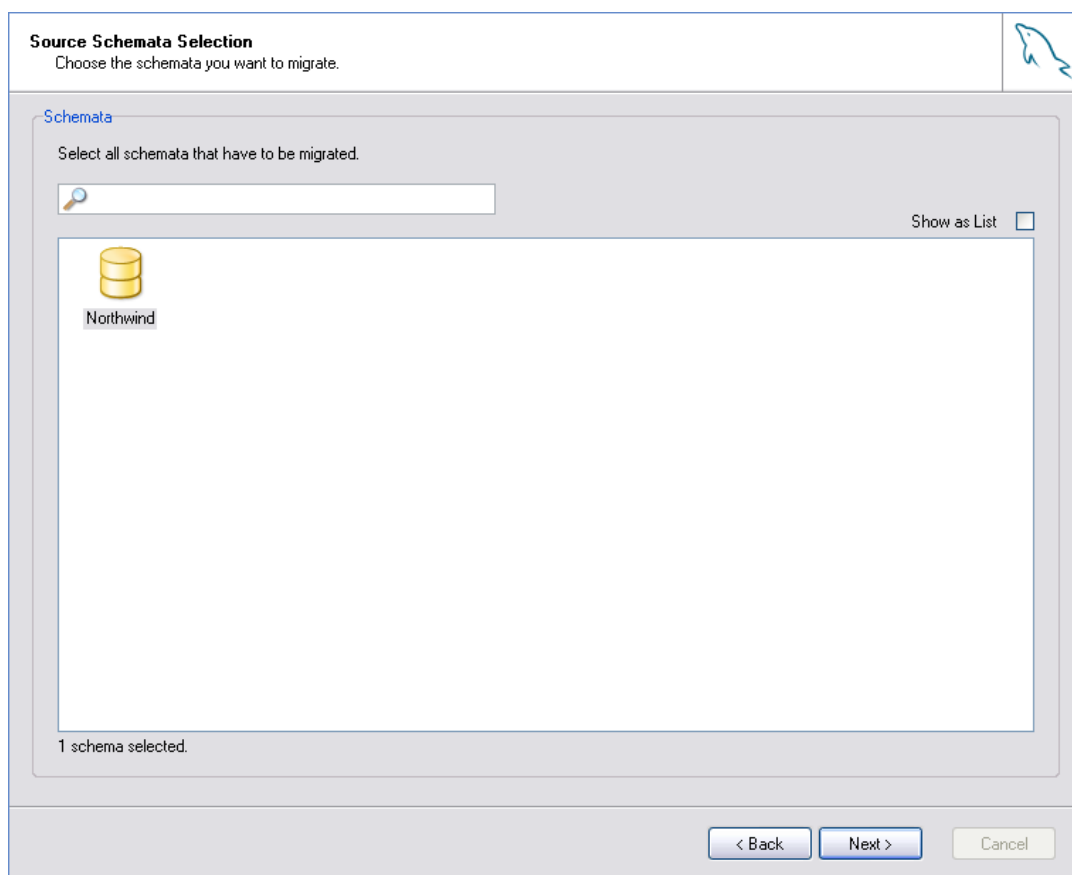 Source Schemata Selection
Choose the schemata you want to migrate.
Schemata
Select all schemata that have to be migrated.
Show as List
Northwind
1 schema selected.
< Back
Next >
Cancel